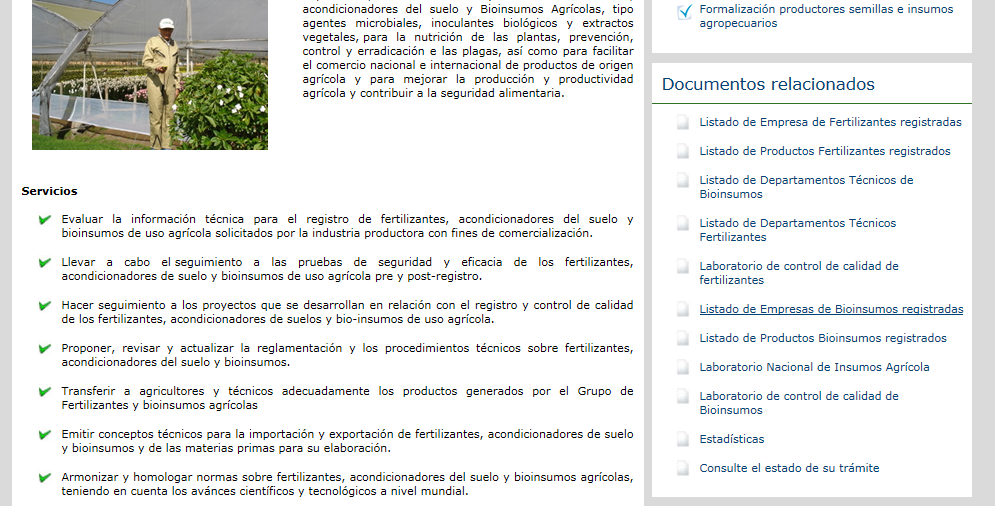 acondicionadores del suelo y Bioinsumos Agrícolas, tipo
agentes microbiales, inoculantes biológicos y extractos
vegetales, para la nutrición de las plantas, prevención,
control y erradicación e las plagas, así como para facilitar
el comercio nacional e internacional de productos de origen
agrícola y para mejorar la producción y productividad
agrícola y contribuir a la seguridad alimentaria.
Servicios
Evaluar la información técnica para el registro de fertilizantes, acondicionadores del suelo y
bioinsumos de uso agrícola solicitados por la industria productora con fines de comercialización.
Llevar a cabo el seguimiento a las pruebas de seguridad y eficacia de los fertilizantes,
acondicionadores de suelo y bioinsumos de uso agrícola pre y post-registro.
Hacer seguimiento a los proyectos que se desarrollan en relación con el registro y control de calidad
de los fertilizantes, acondicionadores de suelos y bio-insumos de uso agrícola.
Proponer, revisar y actualizar la reglamentación y los procedimientos técnicos sobre fertilizantes,
acondicionadores del suelo y bioinsumos.
Transferir a agricultores y técnicos adecuadamente los productos generados por el Grupo de
Fertilizantes y bioinsumos agrícolas
Emitir conceptos técnicos para la importación y exportación de fertilizantes, acondicionadores de suelo
y bioinsumos y de las materias primas para su elaboración.
Armonizar y homologar normas sobre fertilizantes, acondicionadores del suelo y bioinsumos agrícolas,
teniendo en cuenta los avánces científicos y tecnológicos a nivel mundial.
Formalización productores semillas e insumos
agropecuarios
Documentos relacionados
Listado de Empresa de Fertilizantes registradas
Listado de Productos Fertilizantes registrados
Listado de Departamentos Técnicos de
Bioinsumos
Listado de Departamentos Técnicos
Fertilizantes
Laboratorio de control de calidad de
fertilizantes
Listado de Empresas de Bioinsumos registradas
Listado de Productos Bioinsumos registrados
Laboratorio Nacional de Insumos Agrícola
Laboratorio de control de calidad de
Bioinsumos
Estadísticas
Consulte el estado de su trámite